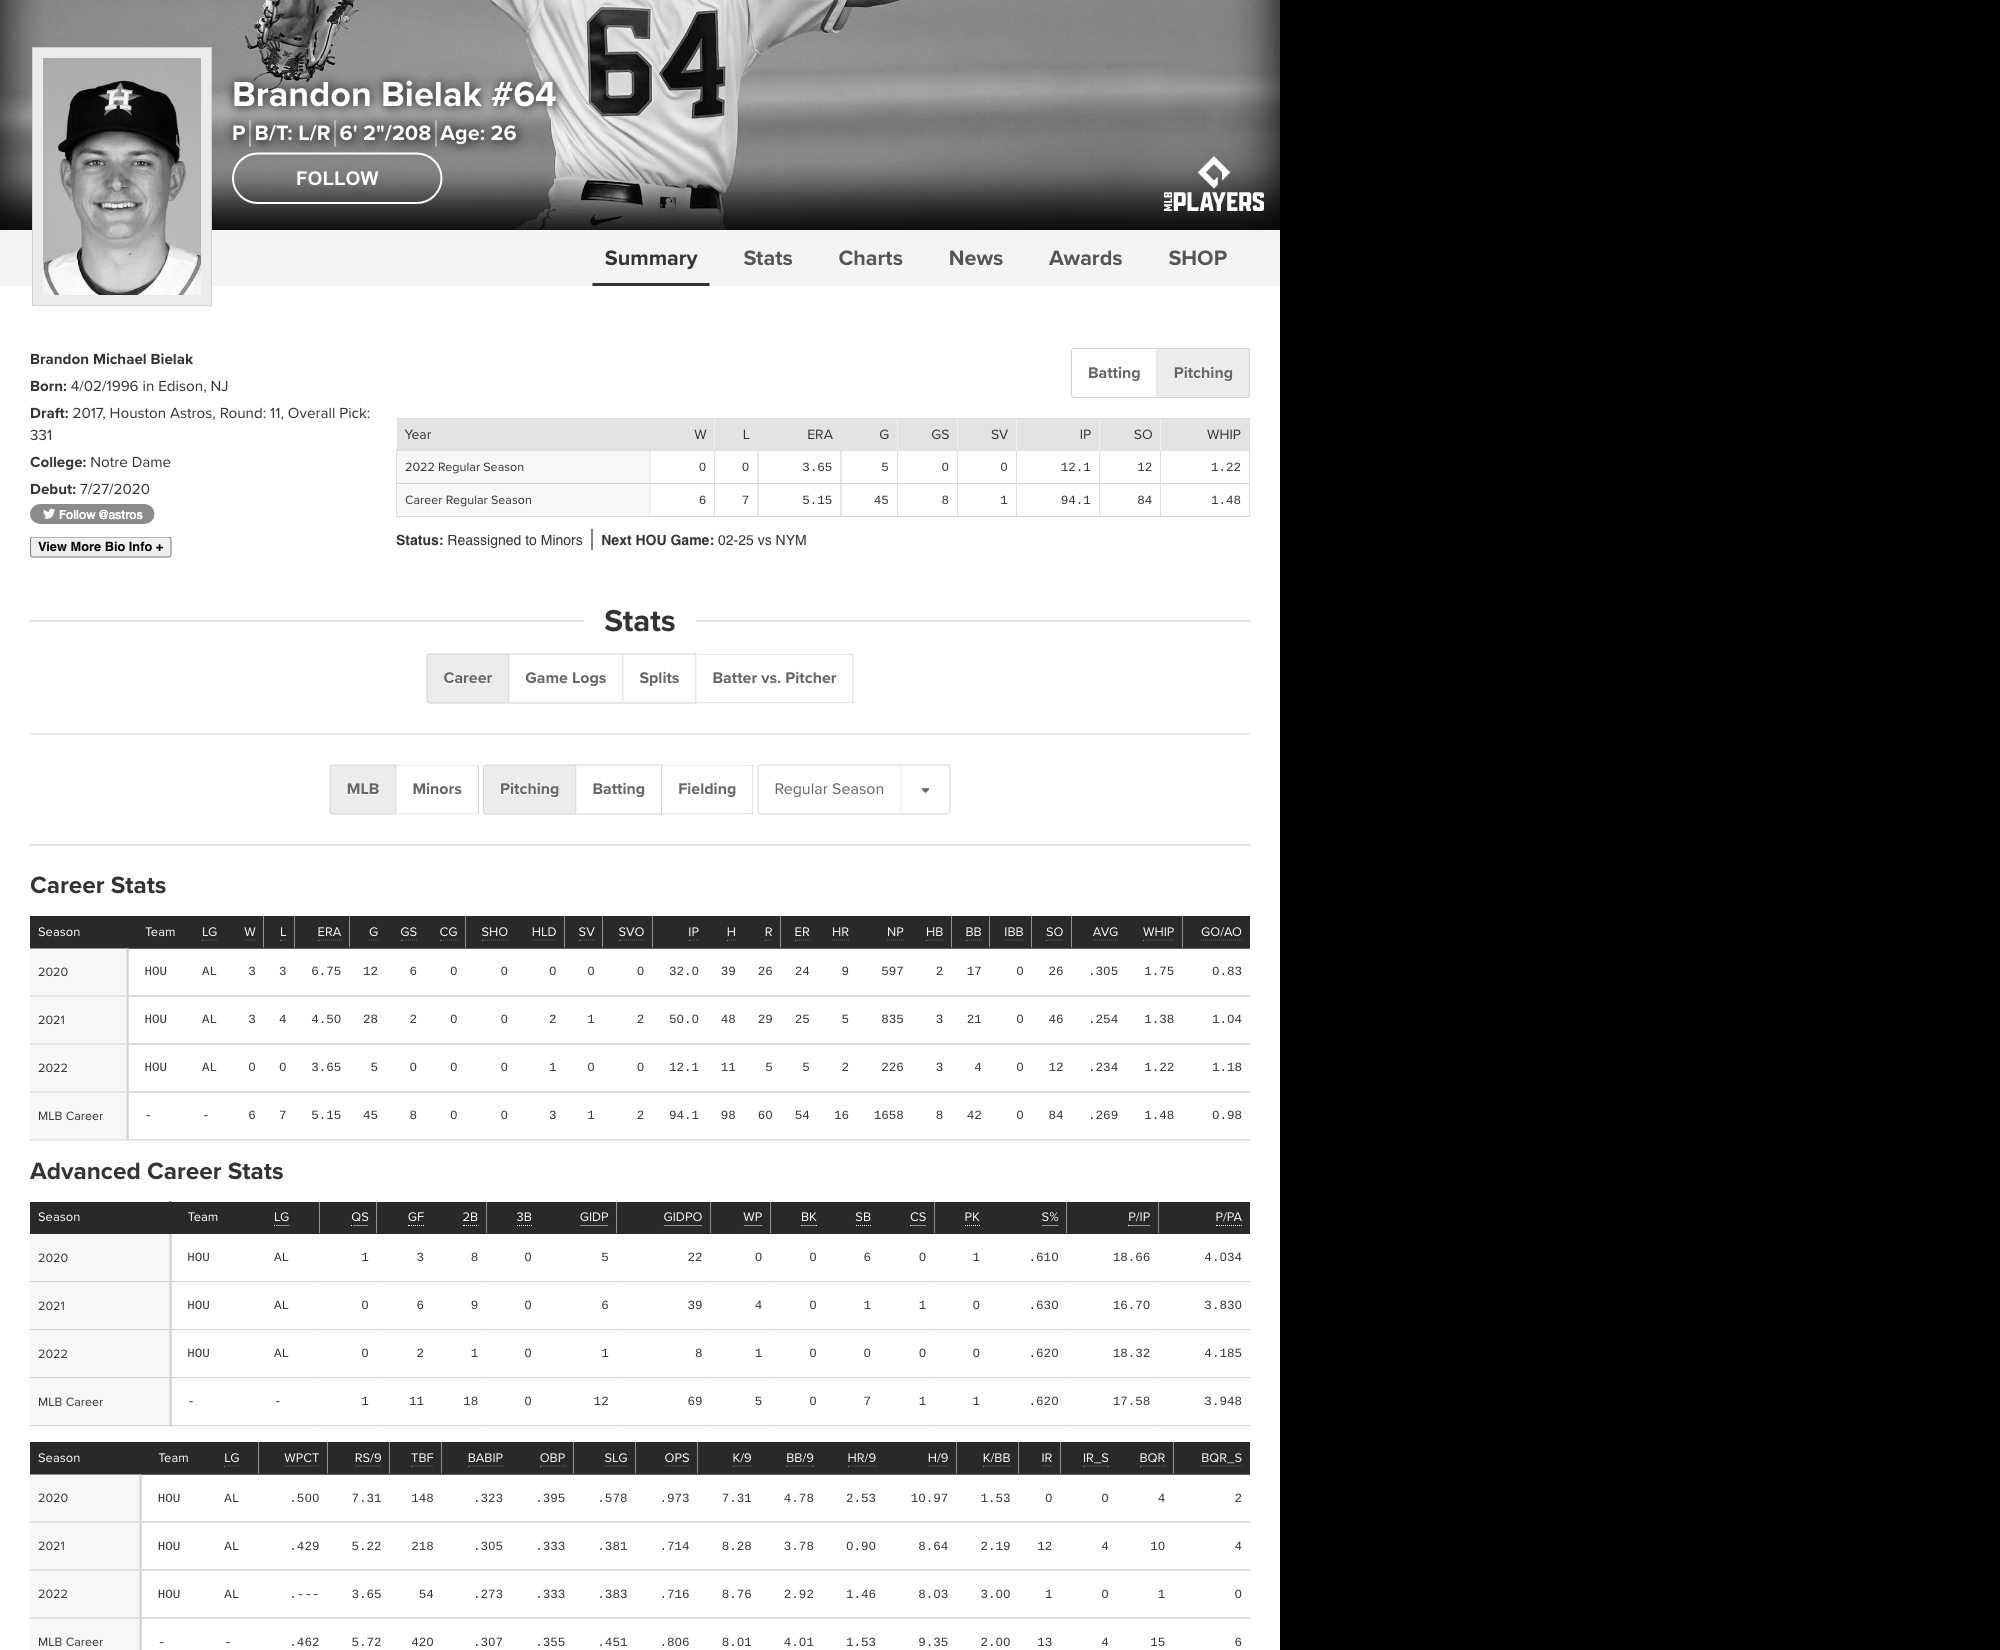 64
Brandon Bielak #64
P B/T: L/R 6' 2"/208 Age: 26
FOLLOW
MLB PLAYERS
Summary Stats Charts News Awards SHOP
Brandon Michael Bielak
Born: 4/02/1996 in Edison, NJ
Draft: 2017, Houston Astros, Round: 11, Overall Pick:
331
College: Notre Dame
Debut: 7/27/2020
Follow @astros
View More Bio Info +
Batting Pitching
Year W L ERA G GS SV IP SO WHIP
2022 Regular Season 0 0 3.65 5 0 0 12.1 12 1.22
Career Regular Season 6 7 5.15 45 8 1 94.1 84 1.48
Status: Reassigned to Minors Next HOU Game: 02-25 vs NYM
Stats
Career Game Logs Splits Batter vs. Pitcher
MLB Minors Pitching Batting Fielding Regular Season
Career Stats
Season Team LG W L ERA G GS CG SHO HLD SV SVO IP H R ER HR NP HB BB IBB SO AVG WHIP GO/AO
2020 HOU AL 3 3 6.75 12 6 0 0 0 0 0 32.0 39 26 24 9 597 2 17 0 26 .305 1.75 0.83
2021 HOU AL 3 4 4.50 28 2 0 0 2 1 2 50.0 48 29 25 5 835 3 21 0 46 .254 1.38 1.04
2022 HOU AL 0 0 3.65 5 0 0 0 1 0 0 12.1 11 5 5 2 226 3 4 0 12 .234 1.22 1.18
MLB Career - - 6 7 5.15 45 8 0 0 3 1 2 94.1 98 60 54 16 1658 8 42 0 84 .269 1.48 0.98
Advanced Career Stats
Season Team LG QS GF 2B 3B GIDP GIDPO WP BK SB CS PK S% P/IP P/PA
2020 HOU AL 1 3 8 0 5 22 0 0 6 0 1 .610 18.66 4.034
2021 HOU AL 0 6 9 0 6 39 4 0 1 1 0 .630 16.70 3.830
2022 HOU AL 0 2 1 0 1 8 1 0 0 0 0 .620 18.32 4.185
MLB Career - - 1 11 18 0 12 69 5 0 7 1 1 .620 17.58 3.948
Season Team LG WPCT RS/9 TBF BABIP OBP SLG OPS K/9 BB/9 HR/9 H/9 K/BB IR IR_S BQR BQR_S
2020 HOU AL .500 7.31 148 .323 .395 .578 .973 7.31 4.78 2.53 10.97 1.53 0 0 4 2
2021 HOU AL .429 5.22 218 .305 .333 .381 .714 8.28 3.78 0.90 8.64 2.19 12 4 10 4
2022 HOU AL .--- 3.65 54 .273 .333 .383 .716 8.76 2.92 1.46 8.03 3.00 1 0 1 0
MLB Career - - .462 5.72 420 .307 .355 .451 .806 8.01 4.01 1.53 9.35 2.00 13 4 15 6